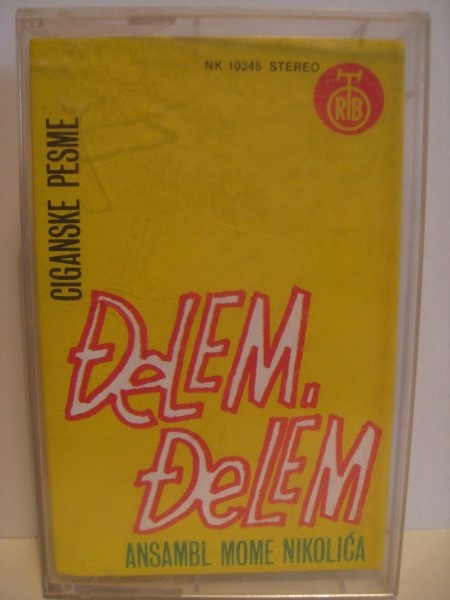 NK 10345 STEREO
RTB
CIGANSKE PESME
ĐeLEM,
ĐeLEM
ANSAMBL MOME NIKOLIĆA